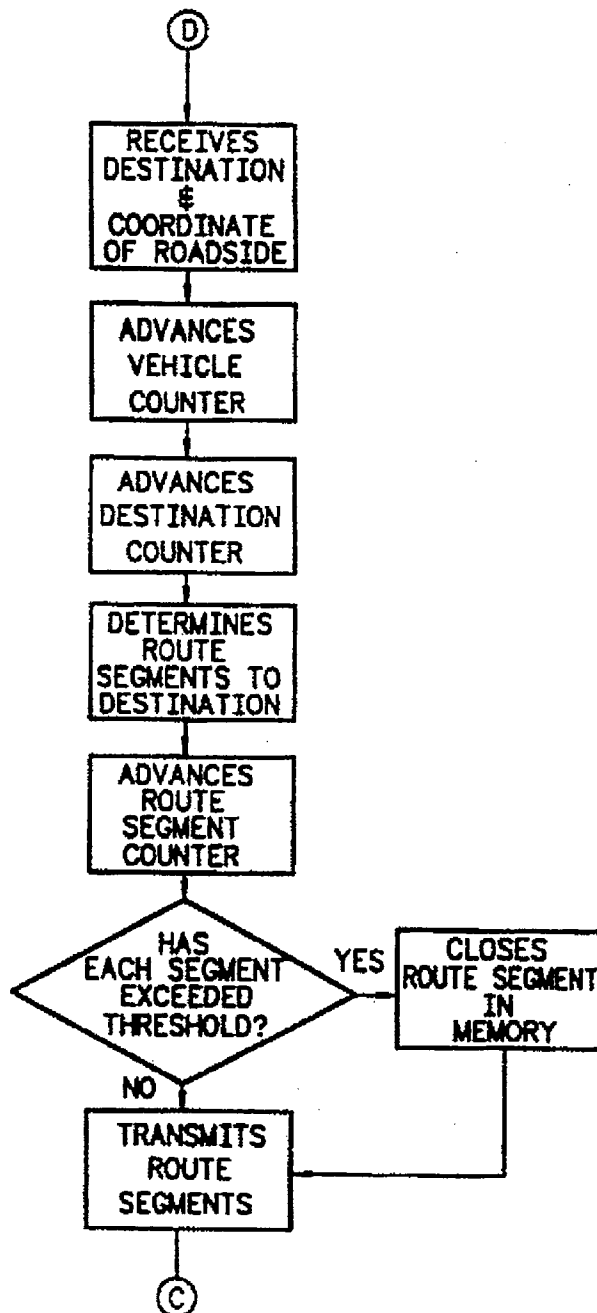 D
RECEIVES
DESTINATION
&
COORDINATE
OF ROADSIDE
ADVANCES
VEHICLE
COUNTER
ADVANCES
DESTINATION
COUNTER
DETERMINES
ROUTE
SEGMENTS TO
DESTINATION
ADVANCES
ROUTE
SEGMENT
COUNTER
HAS
EACH SEGMENT
EXCEEDED
THRESHOLD?
YES
CLOSES
ROUTE SEGMENT
IN
MEMORY
NO
TRANSMITS
ROUTE
SEGMENTS
C